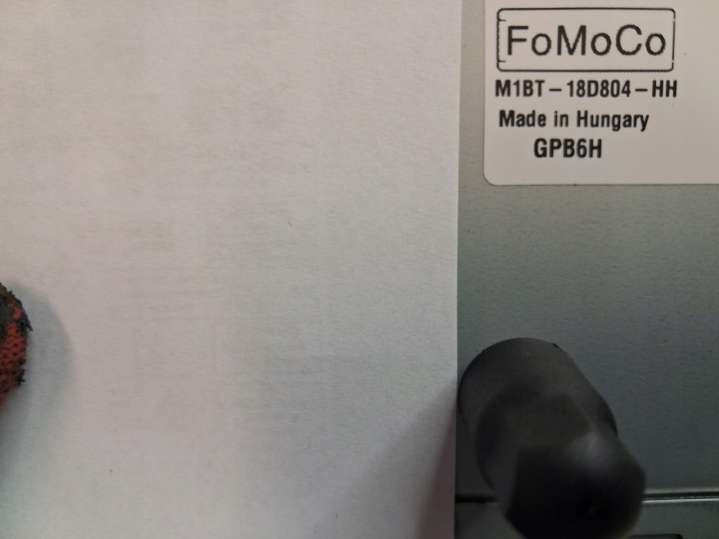 FoMoCo
M1BT-18D804-HH
Made in Hungary
GPB6H